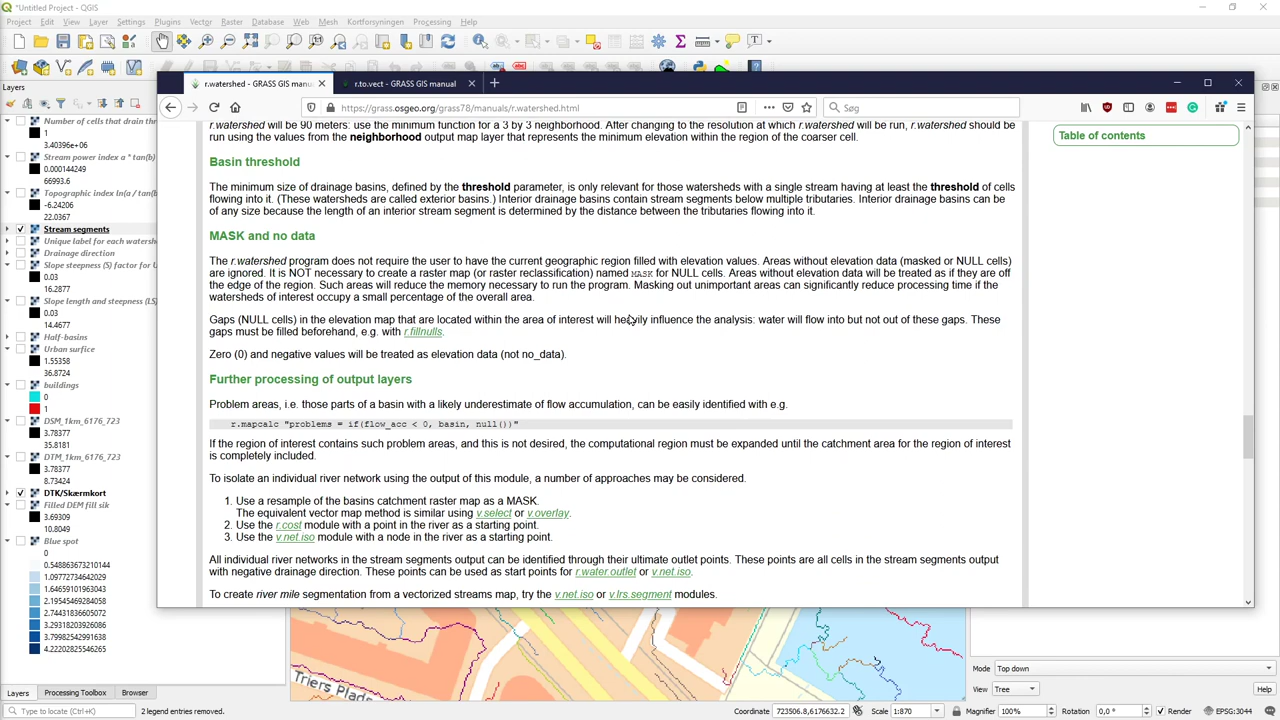 *Untitled Project - QGIS
Project Edit View Layer Settings Plugins Vector Raster Database Web Mesh Kortforsyningen Processing Help
Layers
Number of cells that drain thr
1
3.40396e+06
Stream power index a * tan(b)
0.000144249
66993.6
Topographic index ln(a / tan(b
-6.24206
22.0367
Stream segments
Unique label for each watersh
Drainage direction
Slope steepness (S) factor for U
0.03
16.2877
Slope length and steepness (LS)
0.03
14.4677
Half-basins
Urban surfice
1.55358
36.8724
buildings
0
1
DSM_1km_6176_723
3.78377
35.8181
DTM_1km_6176_723
3.78377
8.73424
DTK/Skærmkort
Filled DEM fill sik
3.69309
10.8049
Blue spot
0
0.548863673210144
1.09772734642029
1.64659101963043
2.19545469284058
2.74431836605072
3.29318203926086
3.79982542991638
4.22202825546265
Layers Processing Toolbox Browser
r.watershed - GRASS GIS manu r.to.vect - GRASS GIS manual
https://grass.osgeo.org/grass78/manuals/r.watershed.html
Søg
r.watershed will be 90 meters: use the minimum function for a 3 by 3 neighborhood. After changing to the resolution at which r.watershed will be run, r.watershed should be
run using the values from the neighborhood output map layer that represents the minimum elevation within the region of the coarser cell.
Basin threshold
The minimum size of drainage basins, defined by the threshold parameter, is only relevant for those watersheds with a single stream having at least the threshold of cells
flowing into it. (These watersheds are called exterior basins.) Interior drainage basins contain stream segments below multiple tributaries. Interior drainage basins can be
of any size because the length of an interior stream segment is determined by the distance between the tributaries flowing into it.
MASK and no data
The r.watershed program does not require the user to have the current geographic region filled with elevation values. Areas without elevation data (masked or NULL cells)
are ignored. It is NOT necessary to create a raster map (or raster reclassification) named MASK for NULL cells. Areas without elevation data will be treated as if they are off
the edge of the region. Such areas will reduce the memory necessary to run the program. Masking out unimportant areas can significantly reduce processing time if the
watersheds of interest occupy a small percentage of the overall area.
Gaps (NULL cells) in the elevation map that are located within the area of interest will heavily influence the analysis: water will flow into but not out of these gaps. These
gaps must be filled beforehand, e.g. with r.fillnulls.
Zero (0) and negative values will be treated as elevation data (not no_data).
Further processing of output layers
Problem areas, i.e. those parts of a basin with a likely underestimate of flow accumulation, can be easily identified with e.g.
r.mapcalc "problems = if(flow_acc < 0, basin, null())"
If the region of interest contains such problem areas, and this is not desired, the computational region must be expanded until the catchment area for the region of interest
is completely included.
To isolate an individual river network using the output of this module, a number of approaches may be considered.
1. Use a resample of the basins catchment raster map as a MASK.
The equivalent vector map method is similar using v.select or v.overlay.
2. Use the r.cost module with a point in the river as a starting point.
3. Use the v.net.iso module with a node in the river as a starting point.
All individual river networks in the stream segments output can be identified through their ultimate outlet points. These points are all cells in the stream segments output
with negative drainage direction. These points can be used as start points for r.water.outlet or v.net.iso.
To create river mile segmentation from a vectorized streams map, try the v.net.iso or v.lrs.segment modules.
Table of contents
Triers Plads
Mode Top down
View Tree
Help
Type to locate (Ctrl+K)
2 legend entries removed.
Coordinate 723506.8,6176632.2 Scale 1:870 Magnifier 100% Rotation 0,0 ° Render EPSG:3044